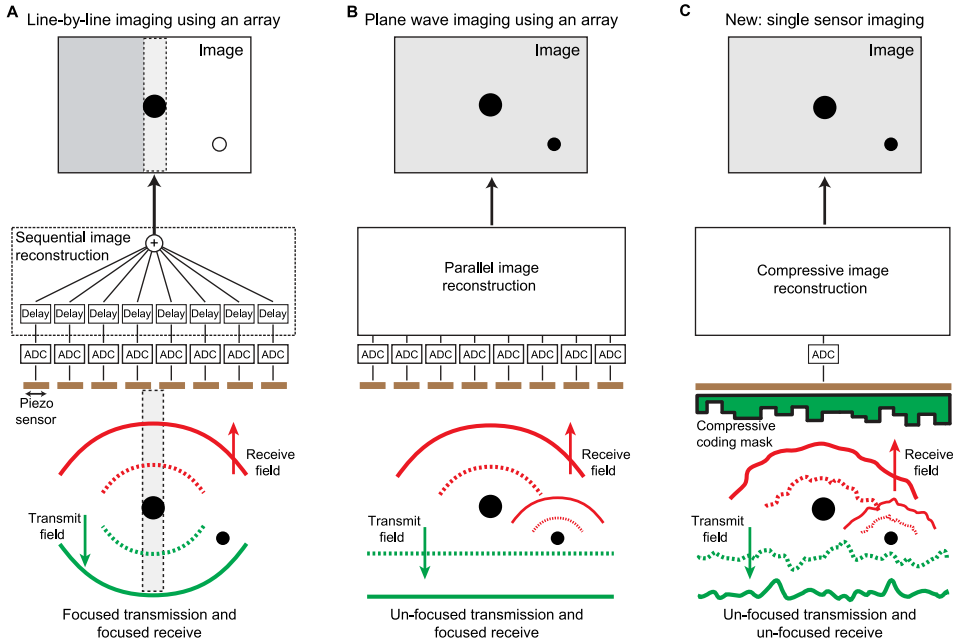 A
Line-by-line imaging using an array
Image
Sequential image
reconstruction
+
Delay Delay Delay Delay Delay Delay Delay Delay
ADC ADC ADC ADC ADC ADC ADC ADC
Piezo
sensor
Receive
field
Transmit
field
Focused transmission and
focused receive
B
Plane wave imaging using an array
Image
Parallel image
reconstruction
ADC ADC ADC ADC ADC ADC ADC ADC
Receive
field
Transmit
field
Un-focused transmission and
focused receive
C
New: single sensor imaging
Image
Compressive image
reconstruction
ADC
Compressive
coding mask
Receive
field
Transmit
field
Un-focused transmission and
un-focused receive